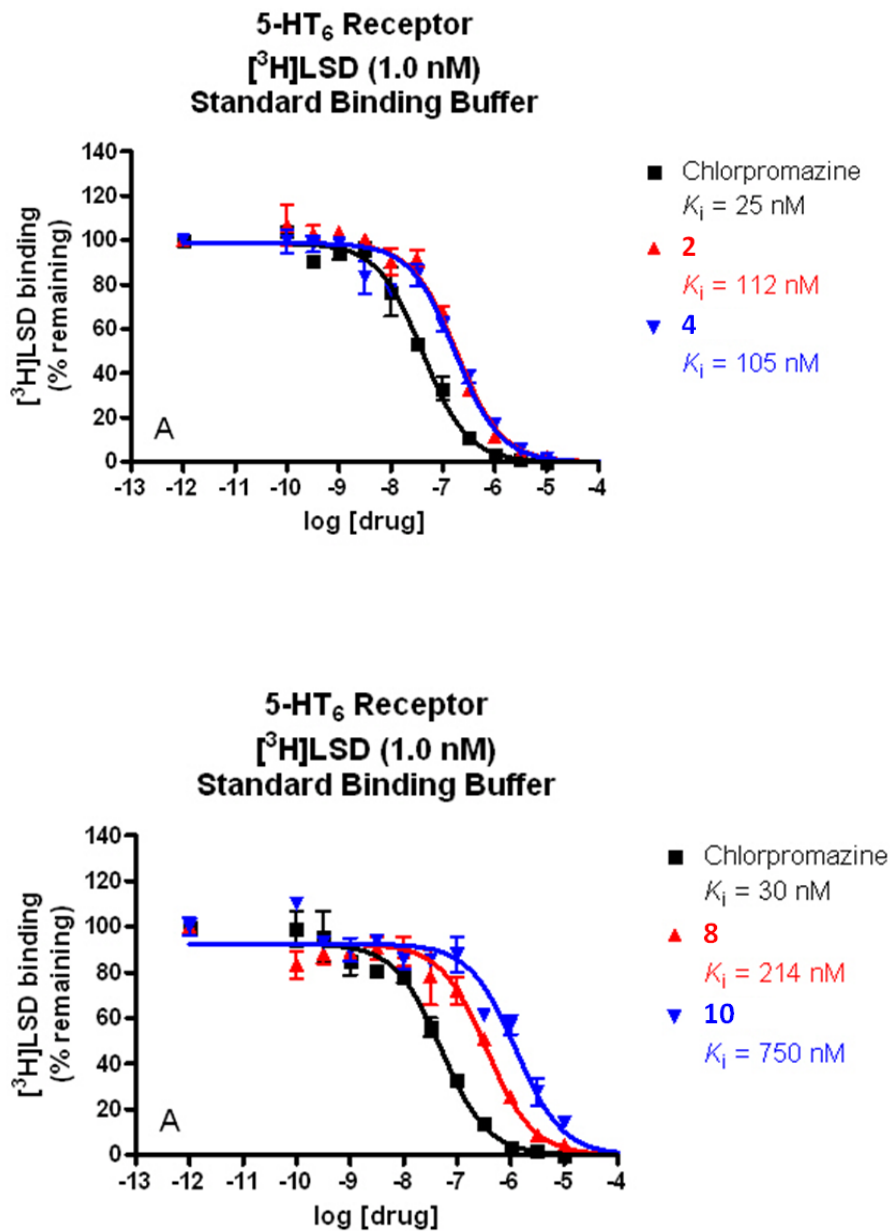 5-HT₆ Receptor
[³H]LSD (1.0 nM)
Standard Binding Buffer
[³H]LSD binding
(% remaining)
140
120
100
80
60
40
20
0
A
-13 -12 -11 -10 -9 -8 -7 -6 -5 -4
log [drug]
Chlorpromazine
Kᵢ = 25 nM
2
Kᵢ = 112 nM
4
Kᵢ = 105 nM
5-HT₆ Receptor
[³H]LSD (1.0 nM)
Standard Binding Buffer
[³H]LSD binding
(% remaining)
140
120
100
80
60
40
20
0
A
-13 -12 -11 -10 -9 -8 -7 -6 -5 -4
log [drug]
Chlorpromazine
Kᵢ = 30 nM
8
Kᵢ = 214 nM
10
Kᵢ = 750 nM